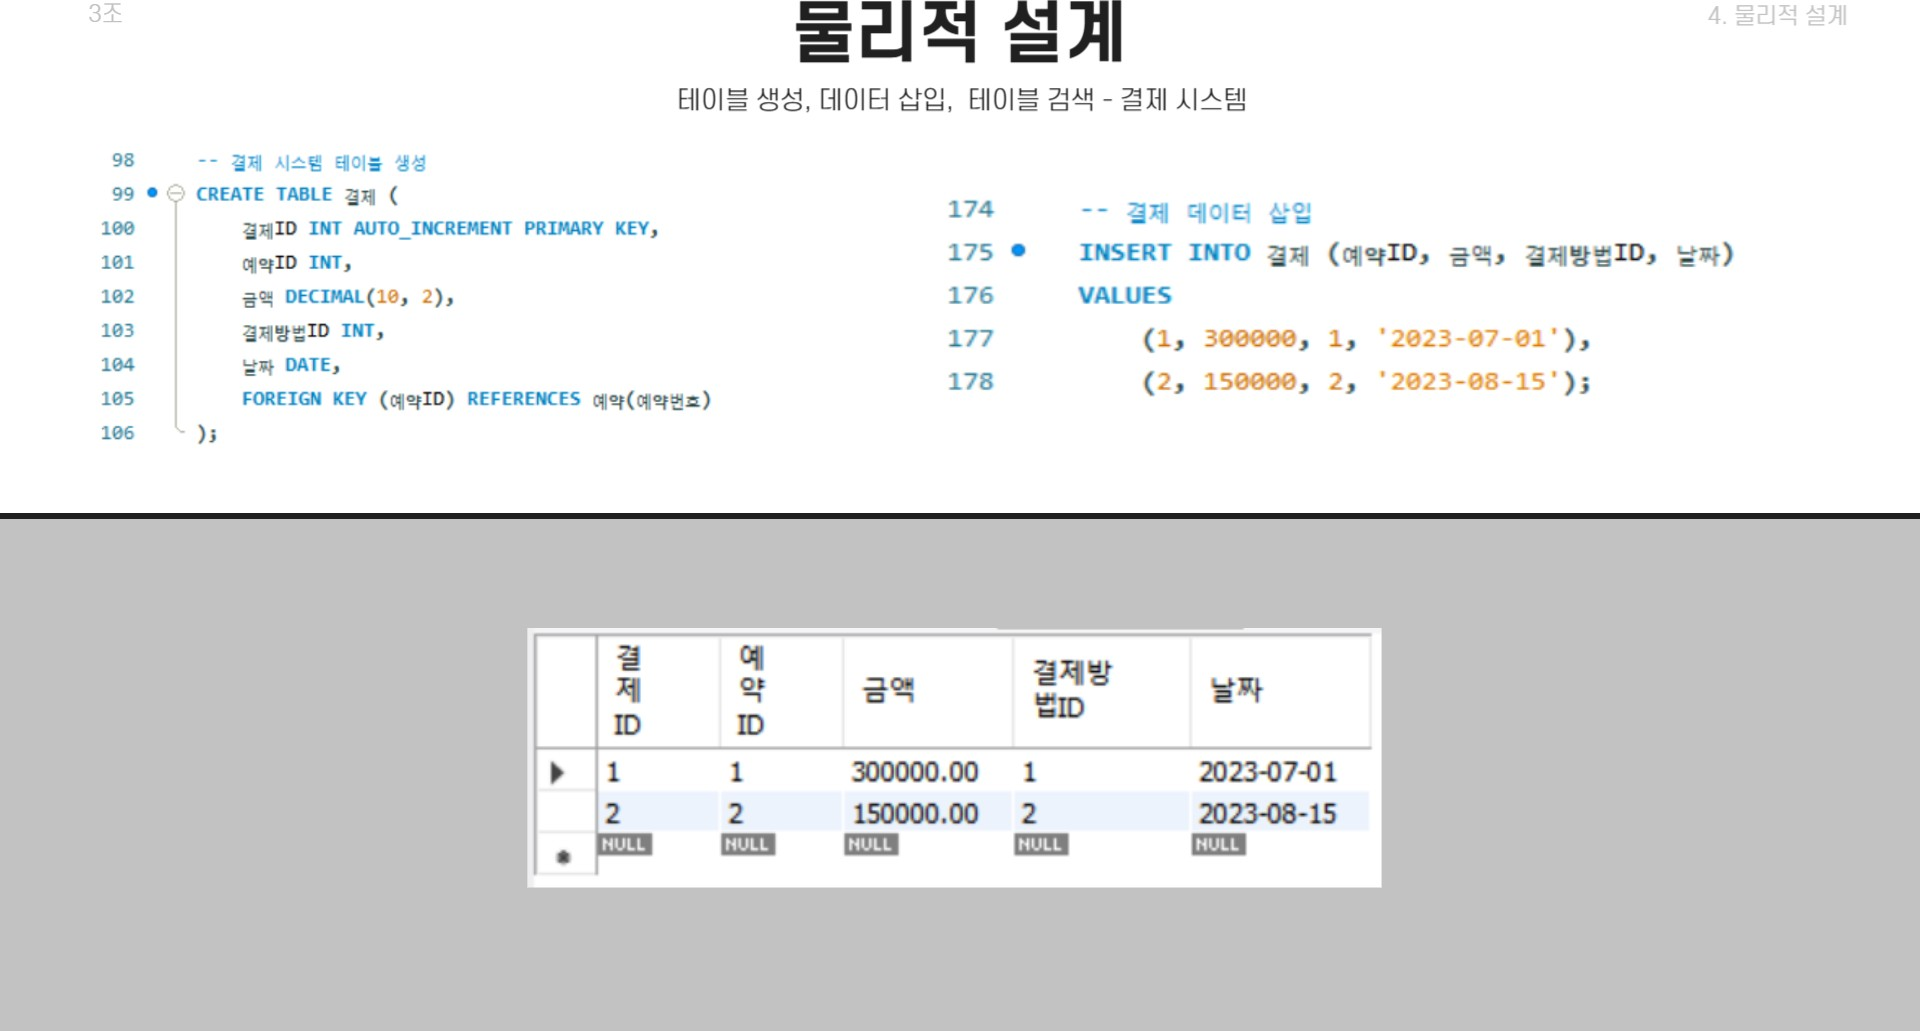 3조
물리적 설계
4. 물리적 설계
테이블 생성, 데이터 삽입, 테이블 검색 - 결제 시스템
98 -- 결제 시스템 테이블 생성
99 CREATE TABLE 결제 (
100 결제ID INT AUTO_INCREMENT PRIMARY KEY,
101 예약ID INT,
102 금액 DECIMAL(10, 2),
103 결제방법ID INT,
104 날짜 DATE,
105 FOREIGN KEY (예약ID) REFERENCES 예약(예약번호)
106 );
174 -- 결제 데이터 삽입
175 INSERT INTO 결제 (예약ID, 금액, 결제방법ID, 날짜)
176 VALUES
177 (1, 300000, 1, '2023-07-01'),
178 (2, 150000, 2, '2023-08-15');
결제ID 예약ID 금액 결제방법ID 날짜
1 1 300000.00 1 2023-07-01
2 2 150000.00 2 2023-08-15
NULL NULL NULL NULL NULL